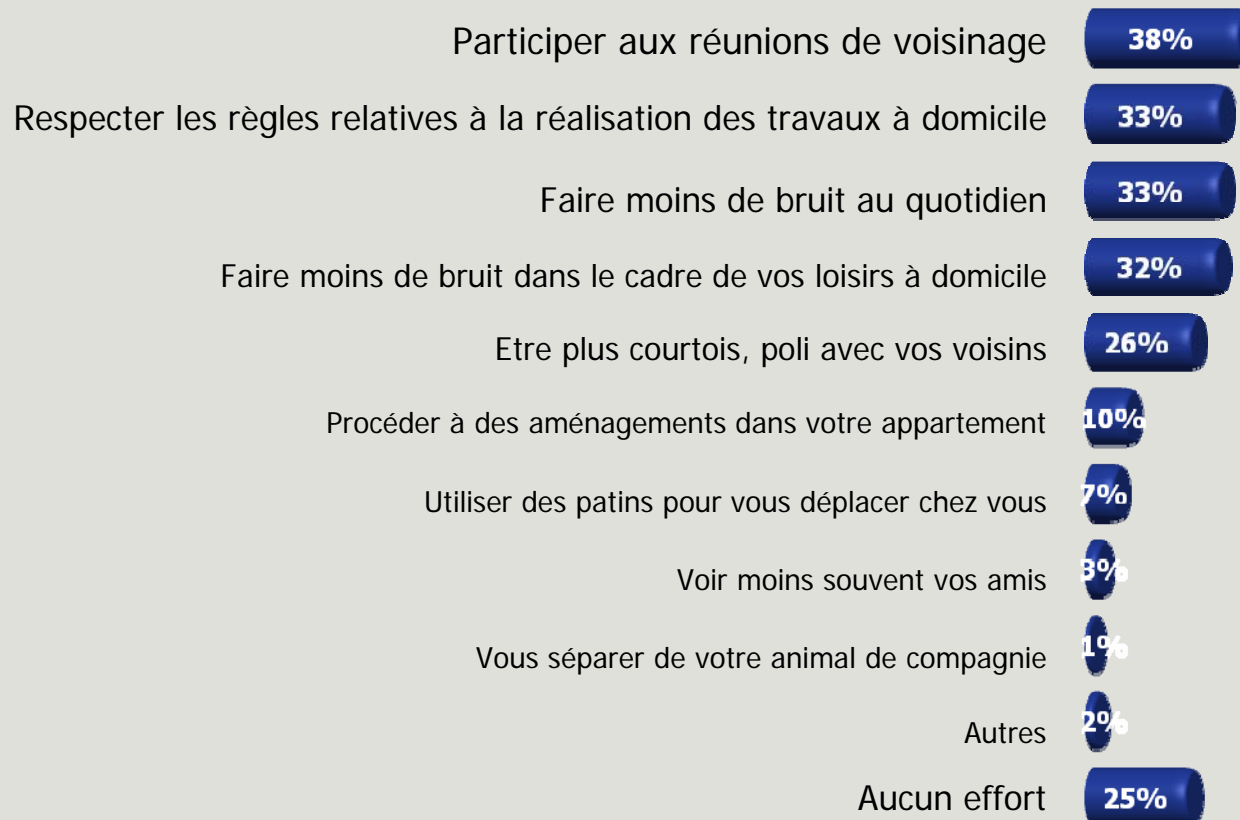 Participer aux réunions de voisinage 38%
Respecter les règles relatives à la réalisation des travaux à domicile 33%
Faire moins de bruit au quotidien 33%
Faire moins de bruit dans le cadre de vos loisirs à domicile 32%
Etre plus courtois, poli avec vos voisins 26%
Procéder à des aménagements dans votre appartement 10%
Utiliser des patins pour vous déplacer chez vous 7%
Voir moins souvent vos amis 3%
Vous séparer de votre animal de compagnie 1%
Autres 2%
Aucun effort 25%